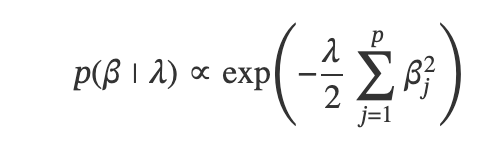 p(β | λ) ∝ exp(−λ/2 ∑_{j=1}^{p} β_j^2)